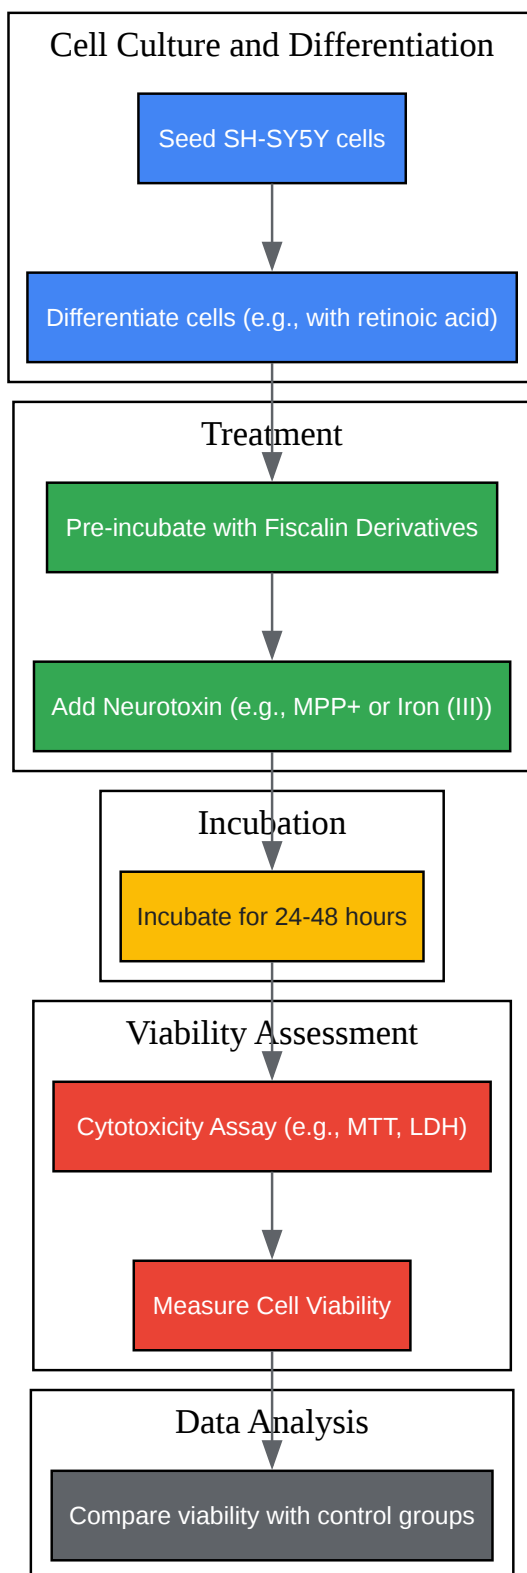 Cell Culture and Differentiation
Seed SH-SY5Y cells
Differentiate cells (e.g., with retinoic acid)
Treatment
Pre-incubate with Fiscalin Derivatives
Add Neurotoxin (e.g., MPP+ or Iron (III))
Incubation
Incubate for 24-48 hours
Viability Assessment
Cytotoxicity Assay (e.g., MTT, LDH)
Measure Cell Viability
Data Analysis
Compare viability with control groups